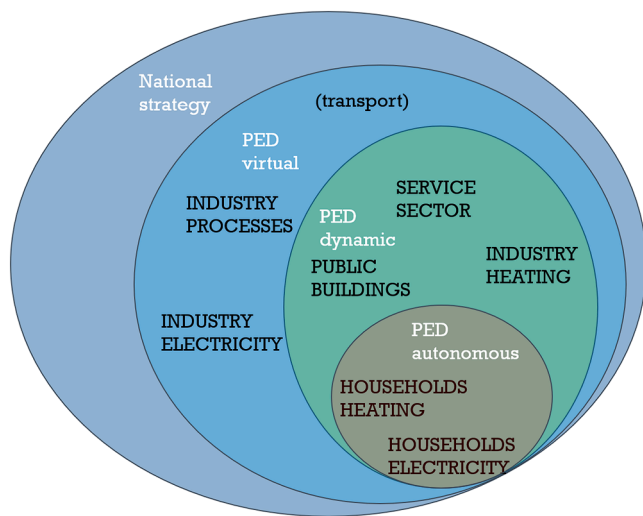 National
strategy
(transport)
PED
virtual
SERVICE
SECTOR
INDUSTRY
PROCESSES
PED
dynamic
INDUSTRY
HEATING
PUBLIC
BUILDINGS
INDUSTRY
ELECTRICITY
PED
autonomous
HOUSEHOLDS
HEATING
HOUSEHOLDS
ELECTRICITY